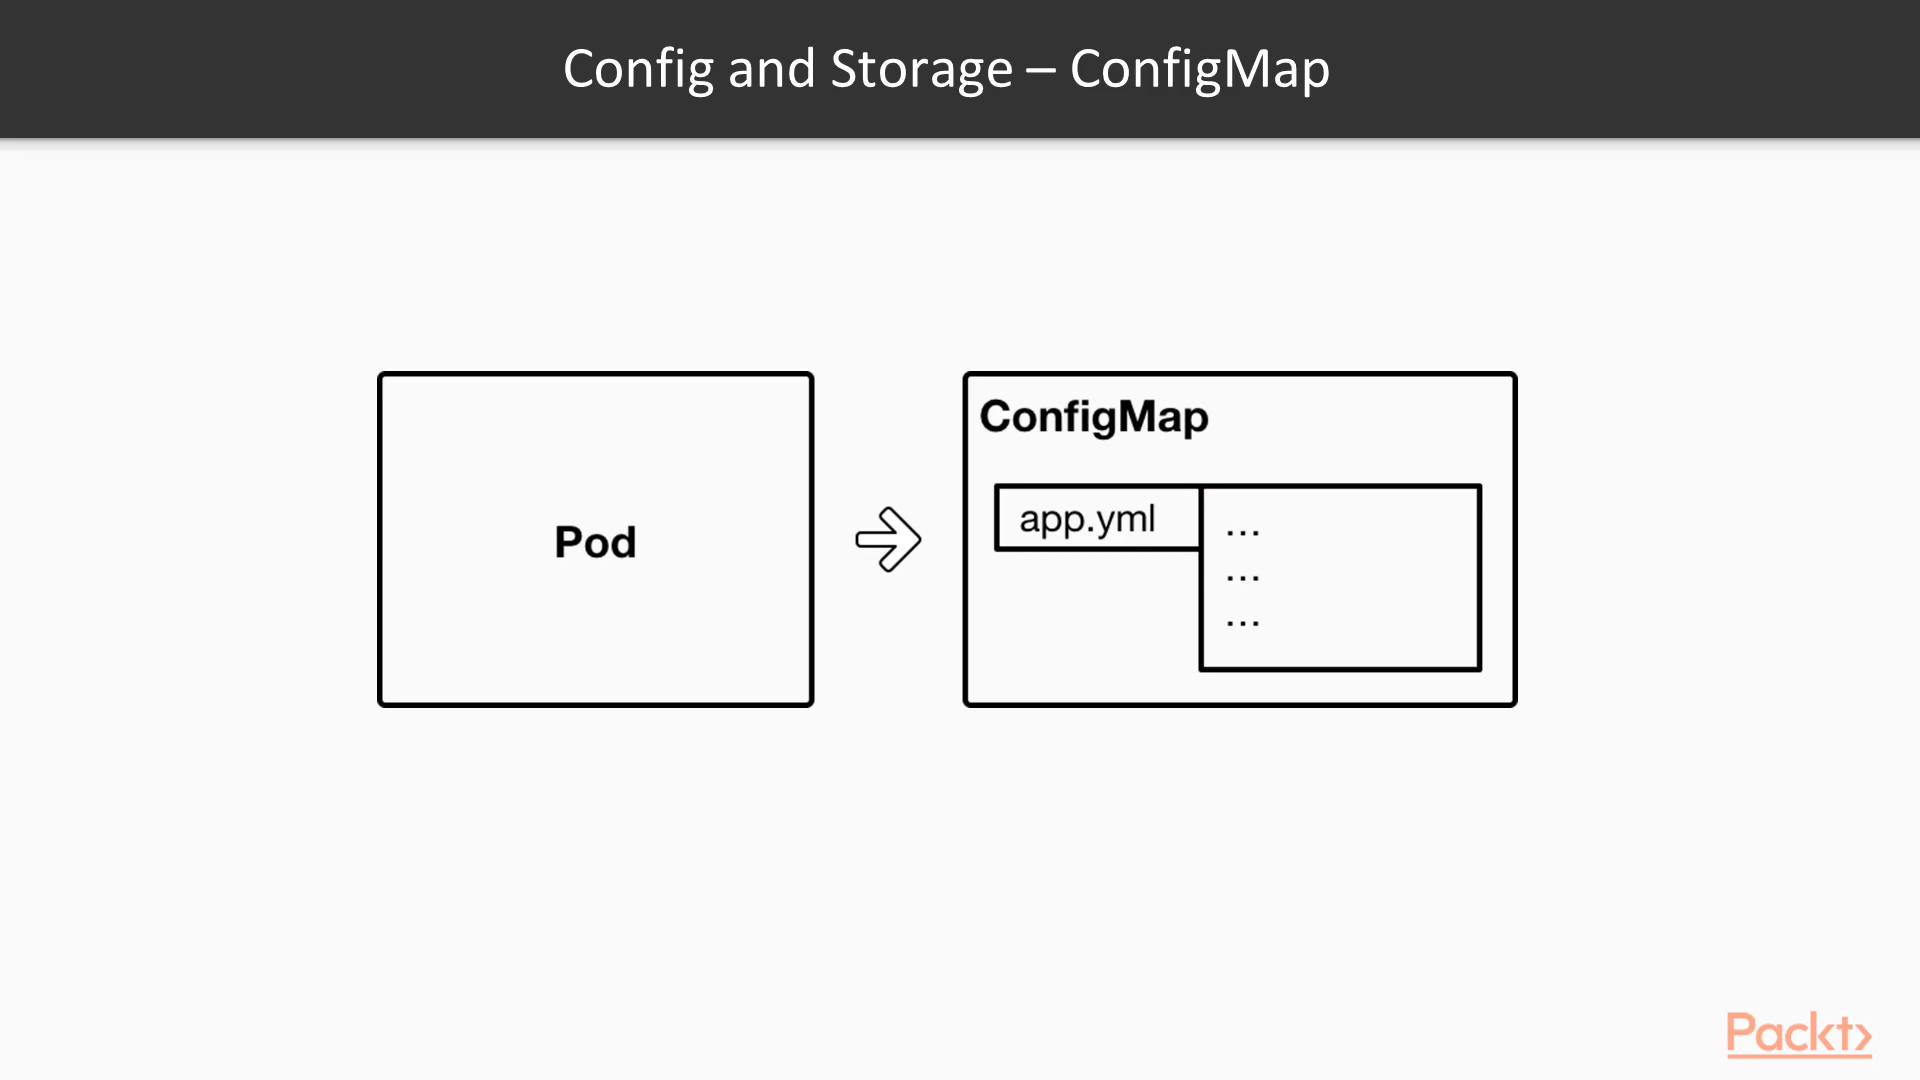 Config and Storage – ConfigMap
Pod
ConfigMap
app.yml
...
...
...
Packt>